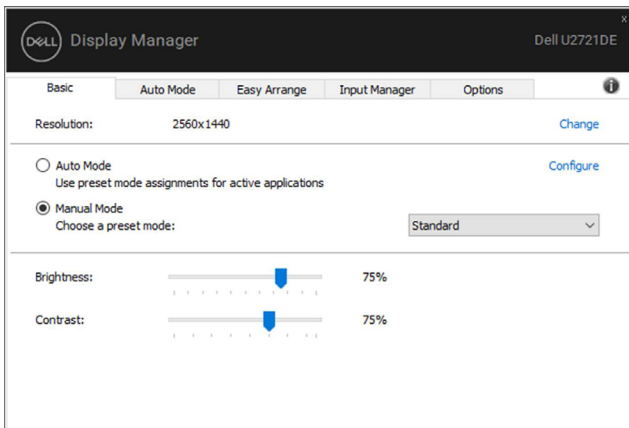 DELL Display Manager Dell U2721DE
x
Basic Auto Mode Easy Arrange Input Manager Options i
Resolution: 2560x1440 Change
Auto Mode Configure
Use preset mode assignments for active applications
Manual Mode
Choose a preset mode: Standard
Brightness: 75%
Contrast: 75%